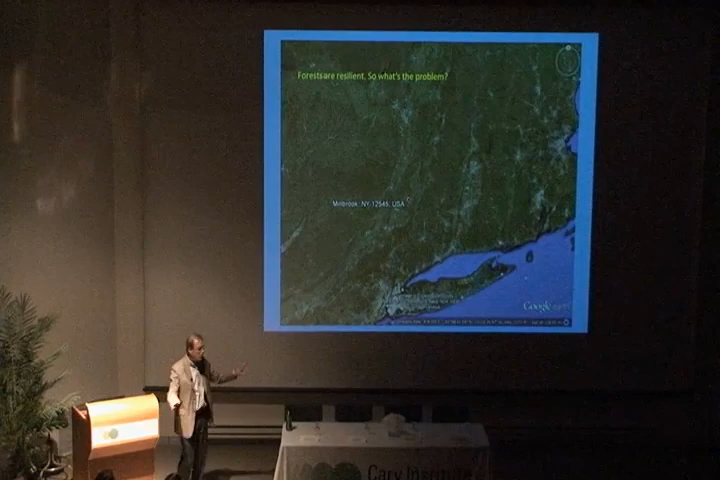 Forests are resilient. So what's the problem?
Millbrook, NY 12545, USA
Google
Cary Institute